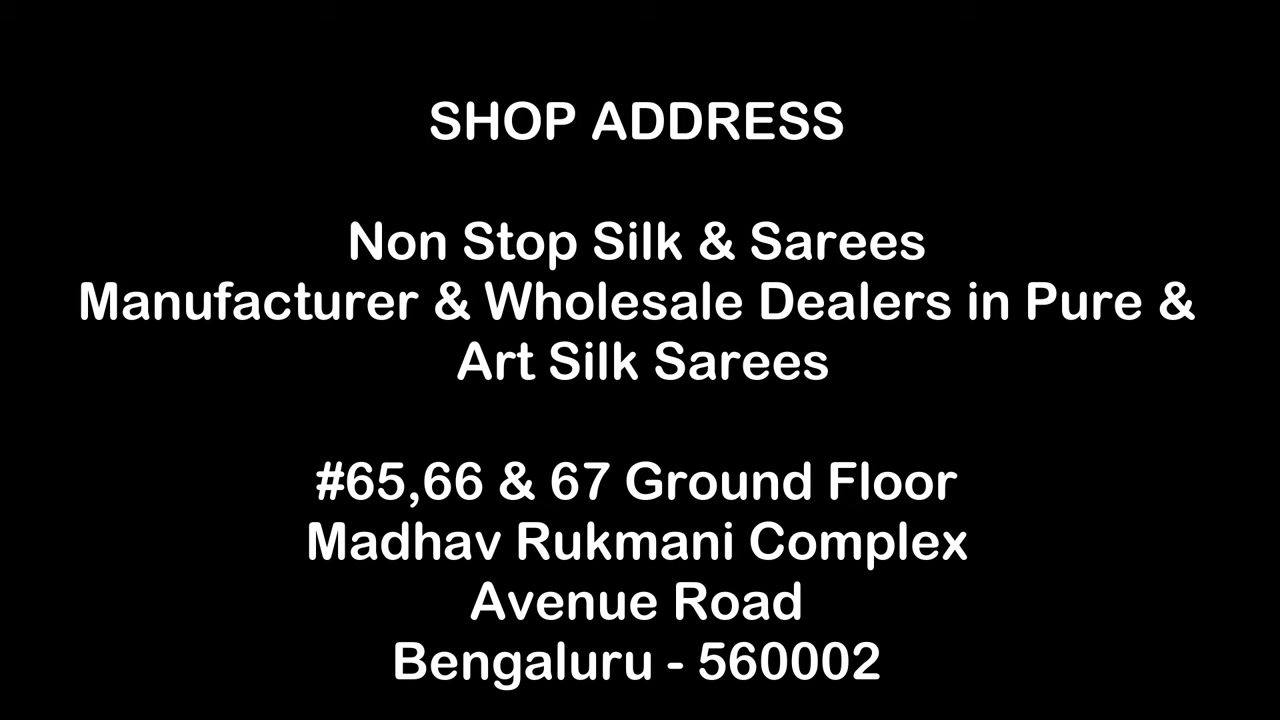 SHOP ADDRESS
Non Stop Silk & Sarees
Manufacturer & Wholesale Dealers in Pure &
Art Silk Sarees
#65,66 & 67 Ground Floor
Madhav Rukmani Complex
Avenue Road
Bengaluru - 560002